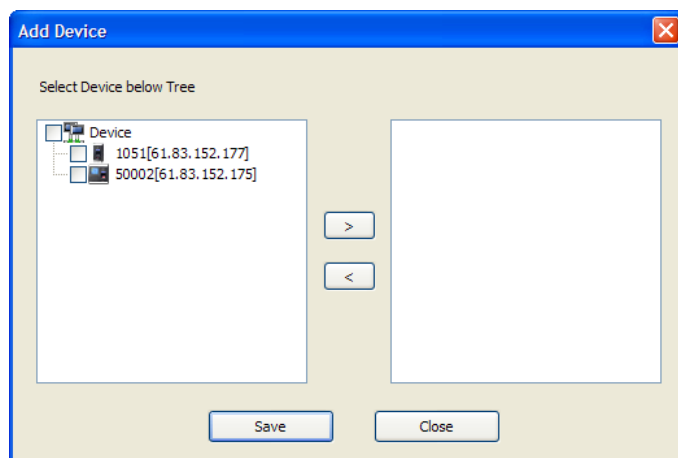 Add Device
Select Device below Tree
Device
1051[61.83.152.177]
50002[61.83.152.175]
>
<
Save
Close